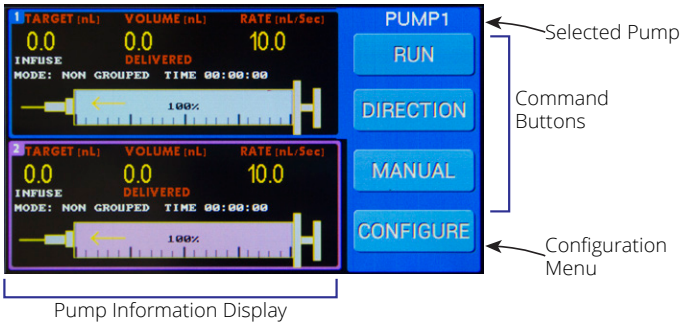 1 TARGET [nL] VOLUME [nL] RATE [nL/Sec]
0.0 0.0 10.0
INFUSE DELIVERED
MODE: NON GROUPED TIME 00:00:00
100%
2 TARGET [nL] VOLUME [nL] RATE [nL/Sec]
0.0 0.0 10.0
INFUSE DELIVERED
MODE: NON GROUPED TIME 00:00:00
100%
PUMP1
RUN
DIRECTION
MANUAL
CONFIGURE
Selected Pump
Command
Buttons
Configuration
Menu
Pump Information Display